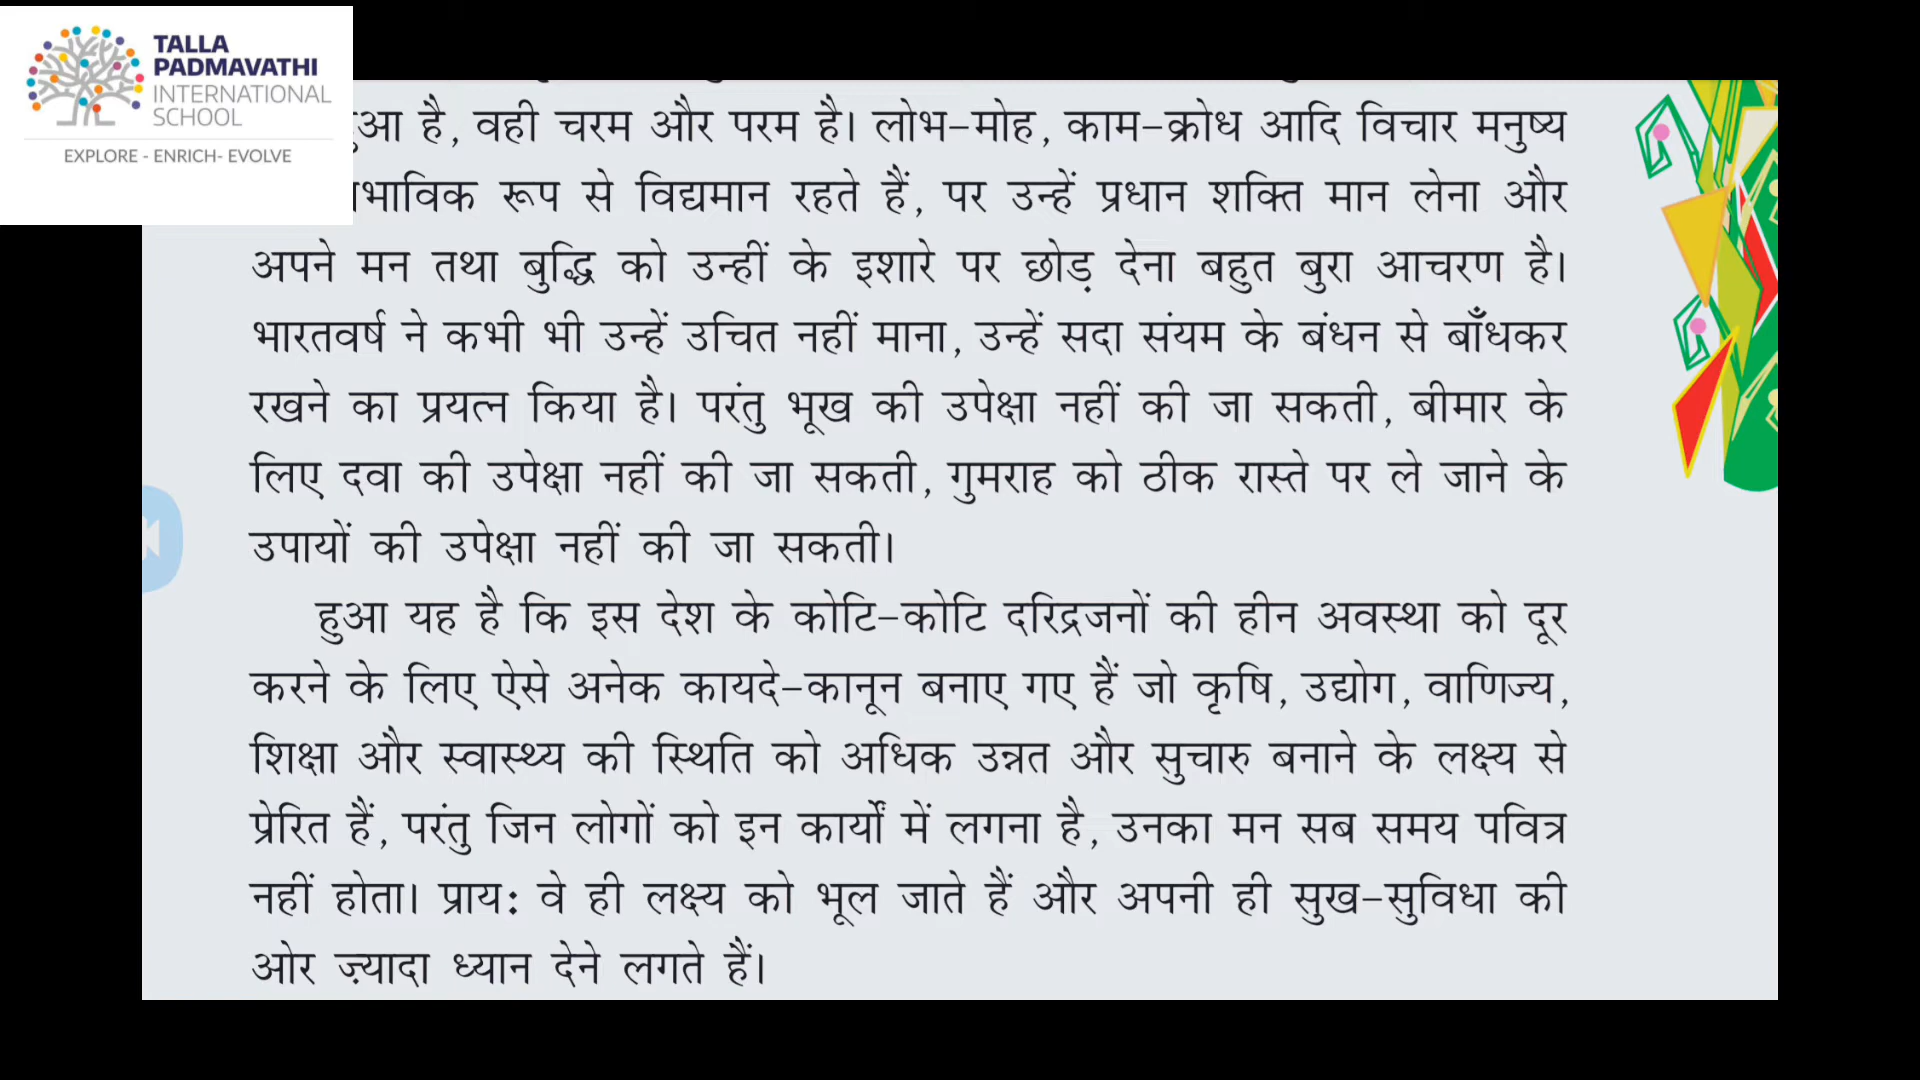 TALLA
PADMAVATHI
INTERNATIONAL
SCHOOL
EXPLORE - ENRICH- EVOLVE
है, वही चरम और परम है। लोभ-मोह, काम-क्रोध आदि विचार मनुष्य
रूप से विद्यमान रहते हैं, पर उन्हें प्रधान शक्ति मान लेना और
अपने मन तथा बुद्धि को उन्हीं के इशारे पर छोड़ देना बहुत बुरा आचरण है।
भारतवर्ष ने कभी भी उन्हें उचित नहीं माना, उन्हें सदा संयम के बंधन से बाँधकर
रखने का प्रयत्न किया है। परंतु भूख की उपेक्षा नहीं की जा सकती, बीमार के
लिए दवा की उपेक्षा नहीं की जा सकती, गुमराह को ठीक रास्ते पर ले जाने के
उपायों की उपेक्षा नहीं की जा सकती।
हुआ यह है कि इस देश के कोटि-कोटि दरिद्रजनों की हीन अवस्था को दूर
करने के लिए ऐसे अनेक कायदे-कानून बनाए गए हैं जो कृषि, उद्योग, वाणिज्य,
शिक्षा और स्वास्थ्य की स्थिति को अधिक उन्नत और सुचारु बनाने के लक्ष्य से
प्रेरित हैं, परंतु जिन लोगों को इन कार्यों में लगना है, उनका मन सब समय पवित्र
नहीं होता। प्राय: वे ही लक्ष्य को भूल जाते हैं और अपनी ही सुख-सुविधा की
ओर ज़्यादा ध्यान देने लगते हैं।